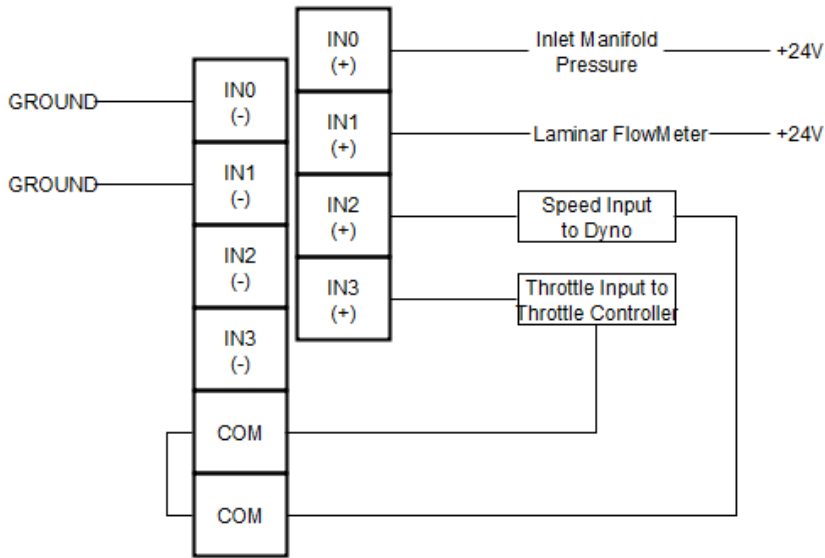 IN0
(+)
Inlet Manifold
Pressure
+24V
GROUND
IN0
(-)
IN1
(+)
Laminar FlowMeter
+24V
GROUND
IN1
(-)
IN2
(+)
Speed Input
to Dyno
IN2
(-)
IN3
(+)
Throttle Input to
Throttle Controller
IN3
(-)
COM
COM